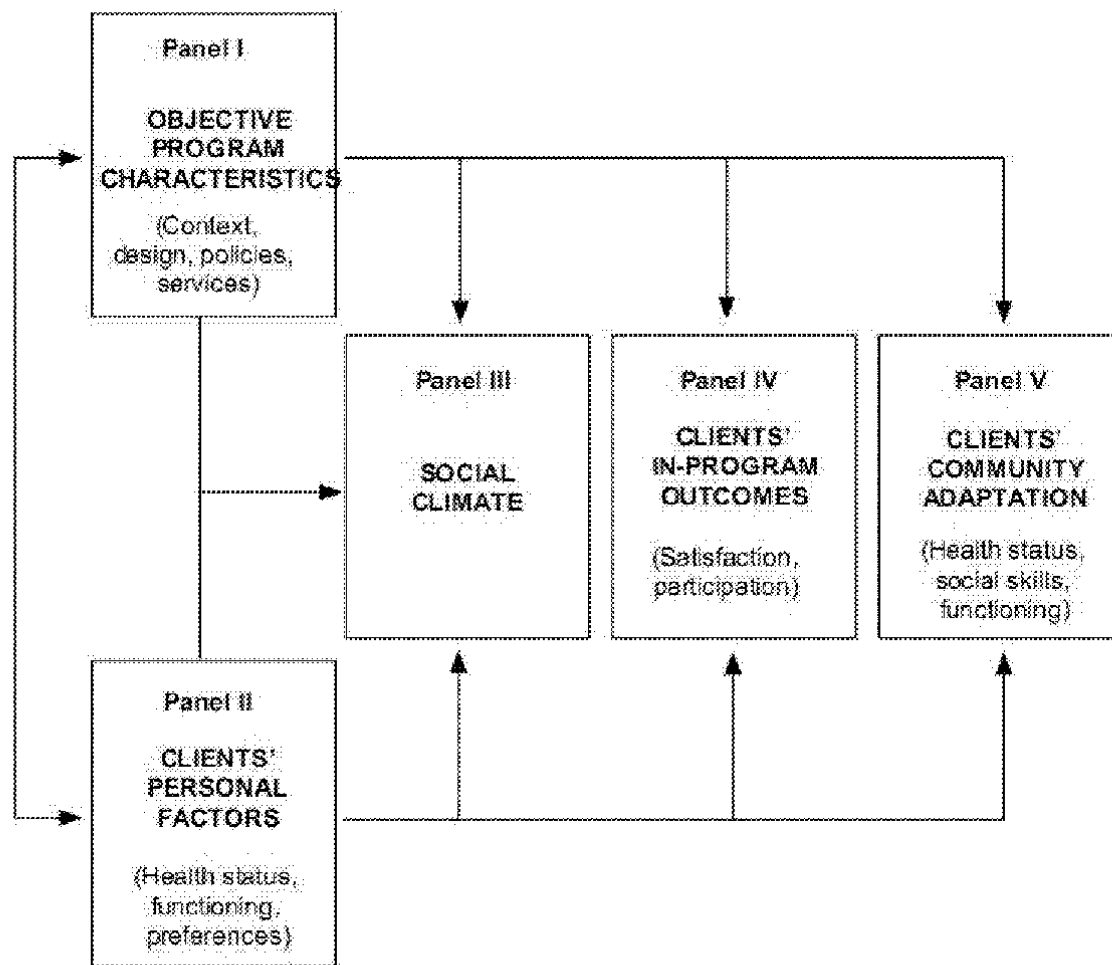 Panel I
OBJECTIVE
PROGRAM
CHARACTERISTICS
(Context,
design, policies,
services)
Panel III
SOCIAL
CLIMATE
Panel IV
CLIENTS'
IN-PROGRAM
OUTCOMES
(Satisfaction,
participation)
Panel V
CLIENTS'
COMMUNITY
ADAPTATION
(Health status,
social skills,
functioning)
Panel II
CLIENTS'
PERSONAL
FACTORS
(Health status,
functioning,
preferences)